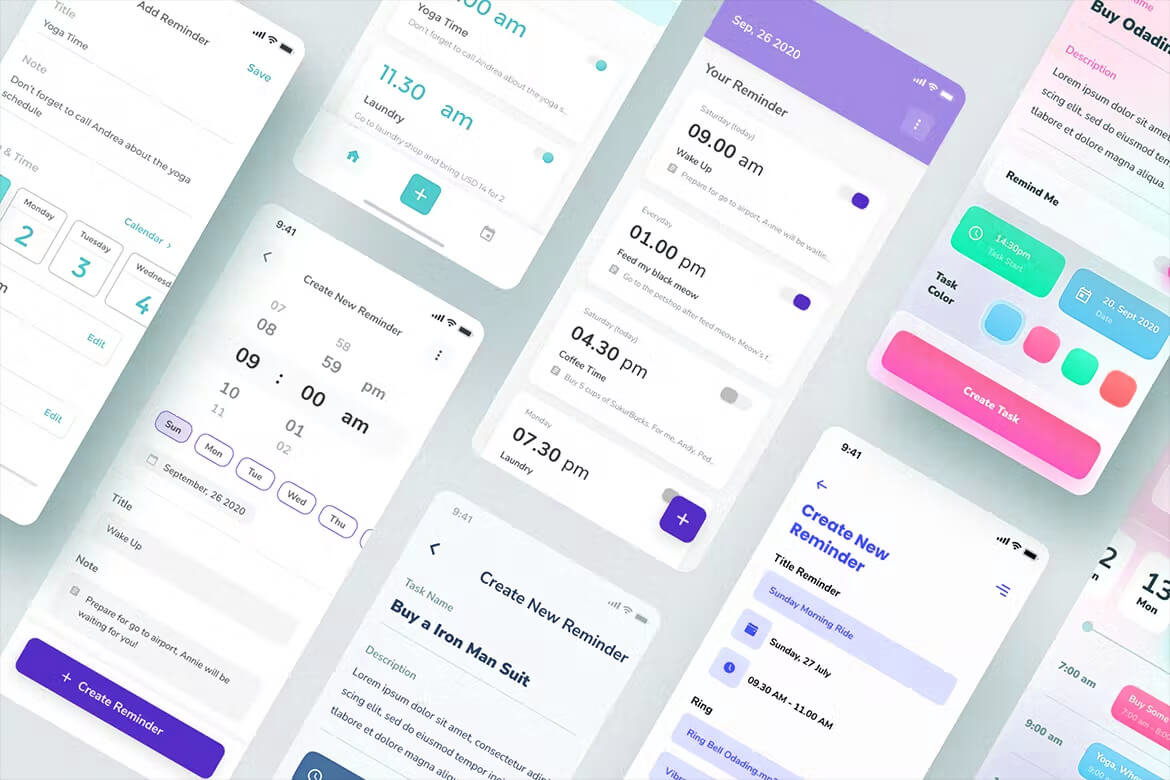 Title
Add Reminder
Yoga Time
Save
Note
Don't forget to call Andrea about the yoga
schedule
& Time
Calendar >
Monday
2
Tuesday
3
Wednesd
4
Edit
Edit
00 am
Yoga Time
Don't forget to call Andrea about the yoga s...
11.30 am
Laundry
Go to laundry shop and bring USD 14 for 2
+
9:41
Create New Reminder
07
08
58
59
pm
09 : 00 am
10
01
11
02
Sun
Mon
Tue
Wed
Thu
September, 26 2020
Title
Wake Up
Note
Prepare for go to airport, Annie will be
waiting for you!
+ Create Reminder
Sep, 26 2020
Your Reminder
Saturday (today)
09.00 am
Wake Up
Prepare for go to airport, Annie will be waitin...
Everyday
01.00 pm
Feed my black meow
Go to the petshop after feed meow. Meow's f...
Saturday (today)
04.30 pm
Coffee Time
Buy 5 cups of SukurBucks. For me, Andy, Ped...
Monday
07.30 pm
Laundry
+
9:41
Create New Reminder
Task Name
Buy a Iron Man Suit
Description
Lorem ipsum dolor sit amet, consectetur adipi
scing elit, sed do eiusmod tempor
tlabore et dolore magna aliqua
Name
Buy Odading
Description
Lorem ipsum dolor sit amet
scing elit, sed do eiusmod tem
tlabore et dolore magna aliqua.
Remind Me
14:30pm
Task Start
20, Sept 2020
Date
Task
Color
Create Task
9:41
Create New
Reminder
Title Reminder
Sunday Morning Ride
Sunday, 27 July
09.30 AM - 11.00 AM
Ring
Ring Bell Odading.mp3
Vibra
2
13
Mon
7:00 am
Buy Some
7:00 am - 8:00
9:00 am
Yoga, When
9:00